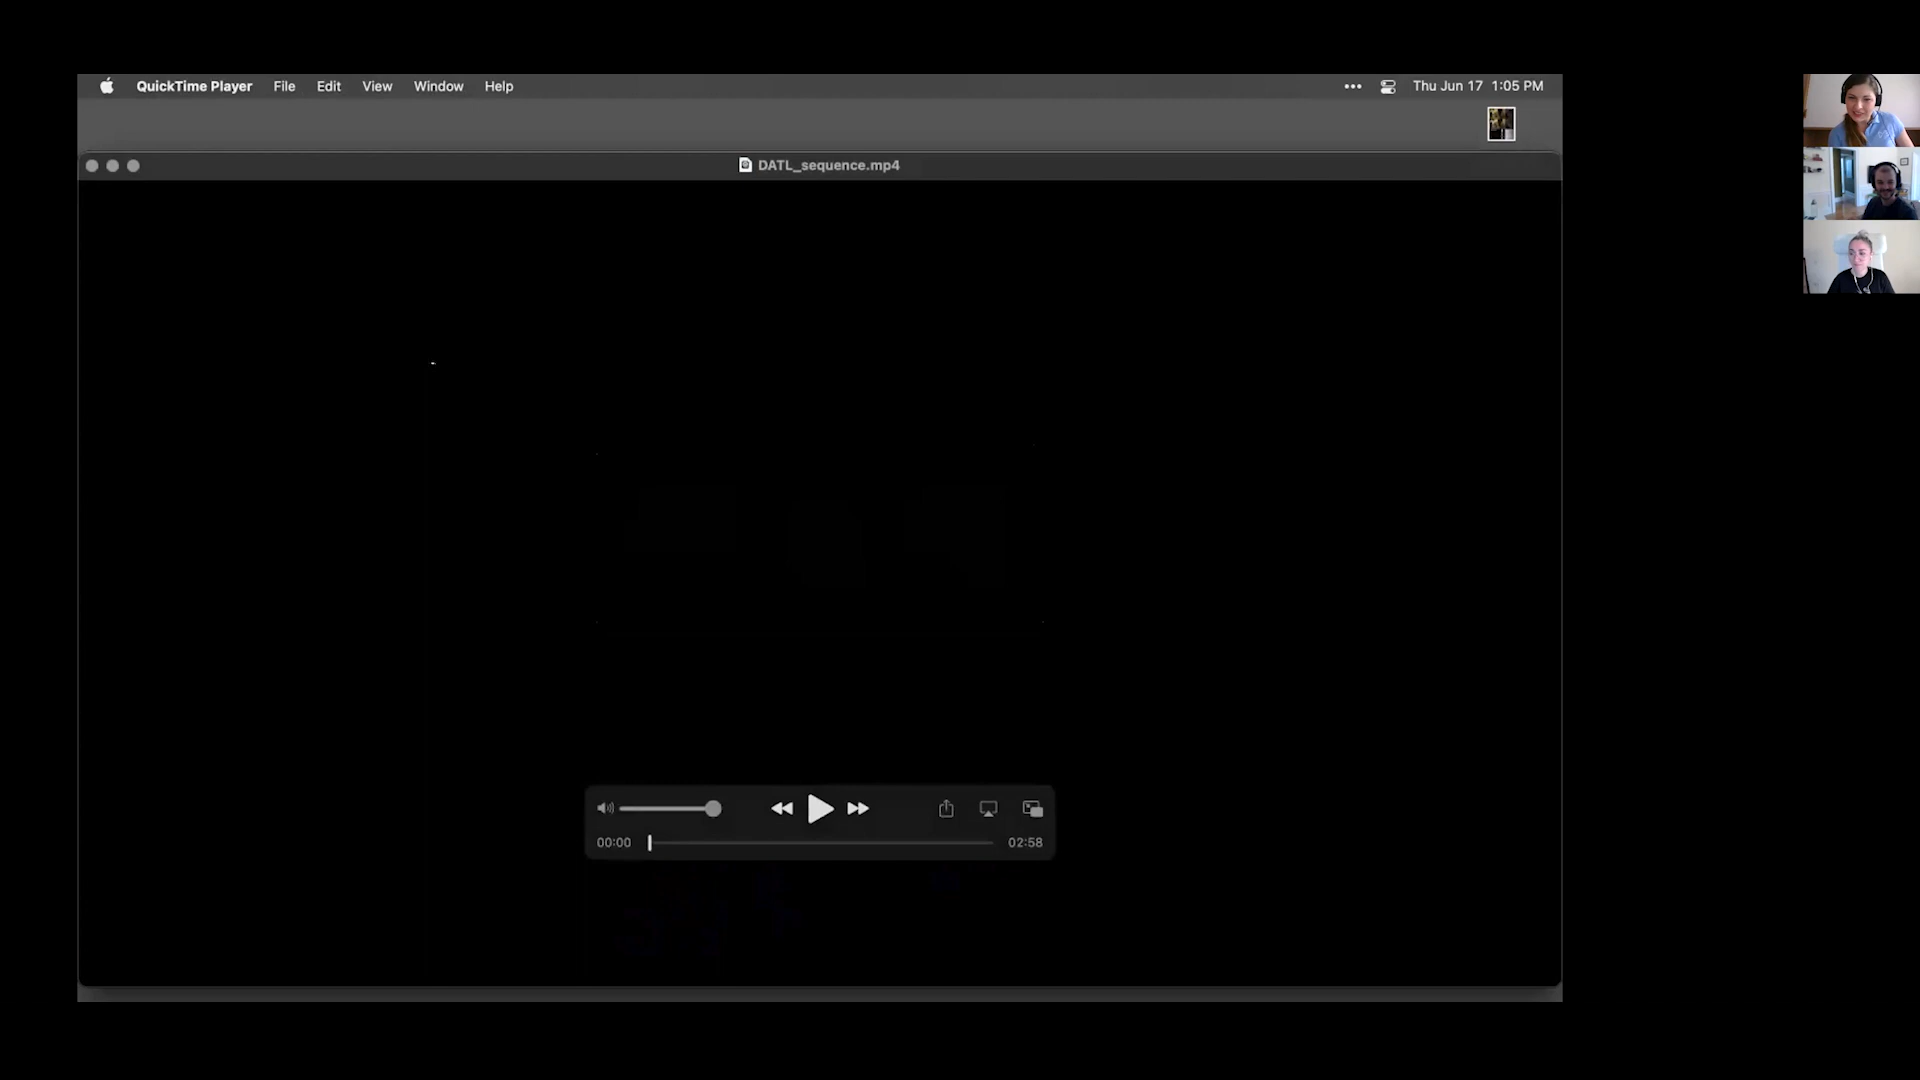 QuickTime Player File Edit View Window Help Thu Jun 17 1:05 PM
DATL_sequence.mp4
00:00 02:58